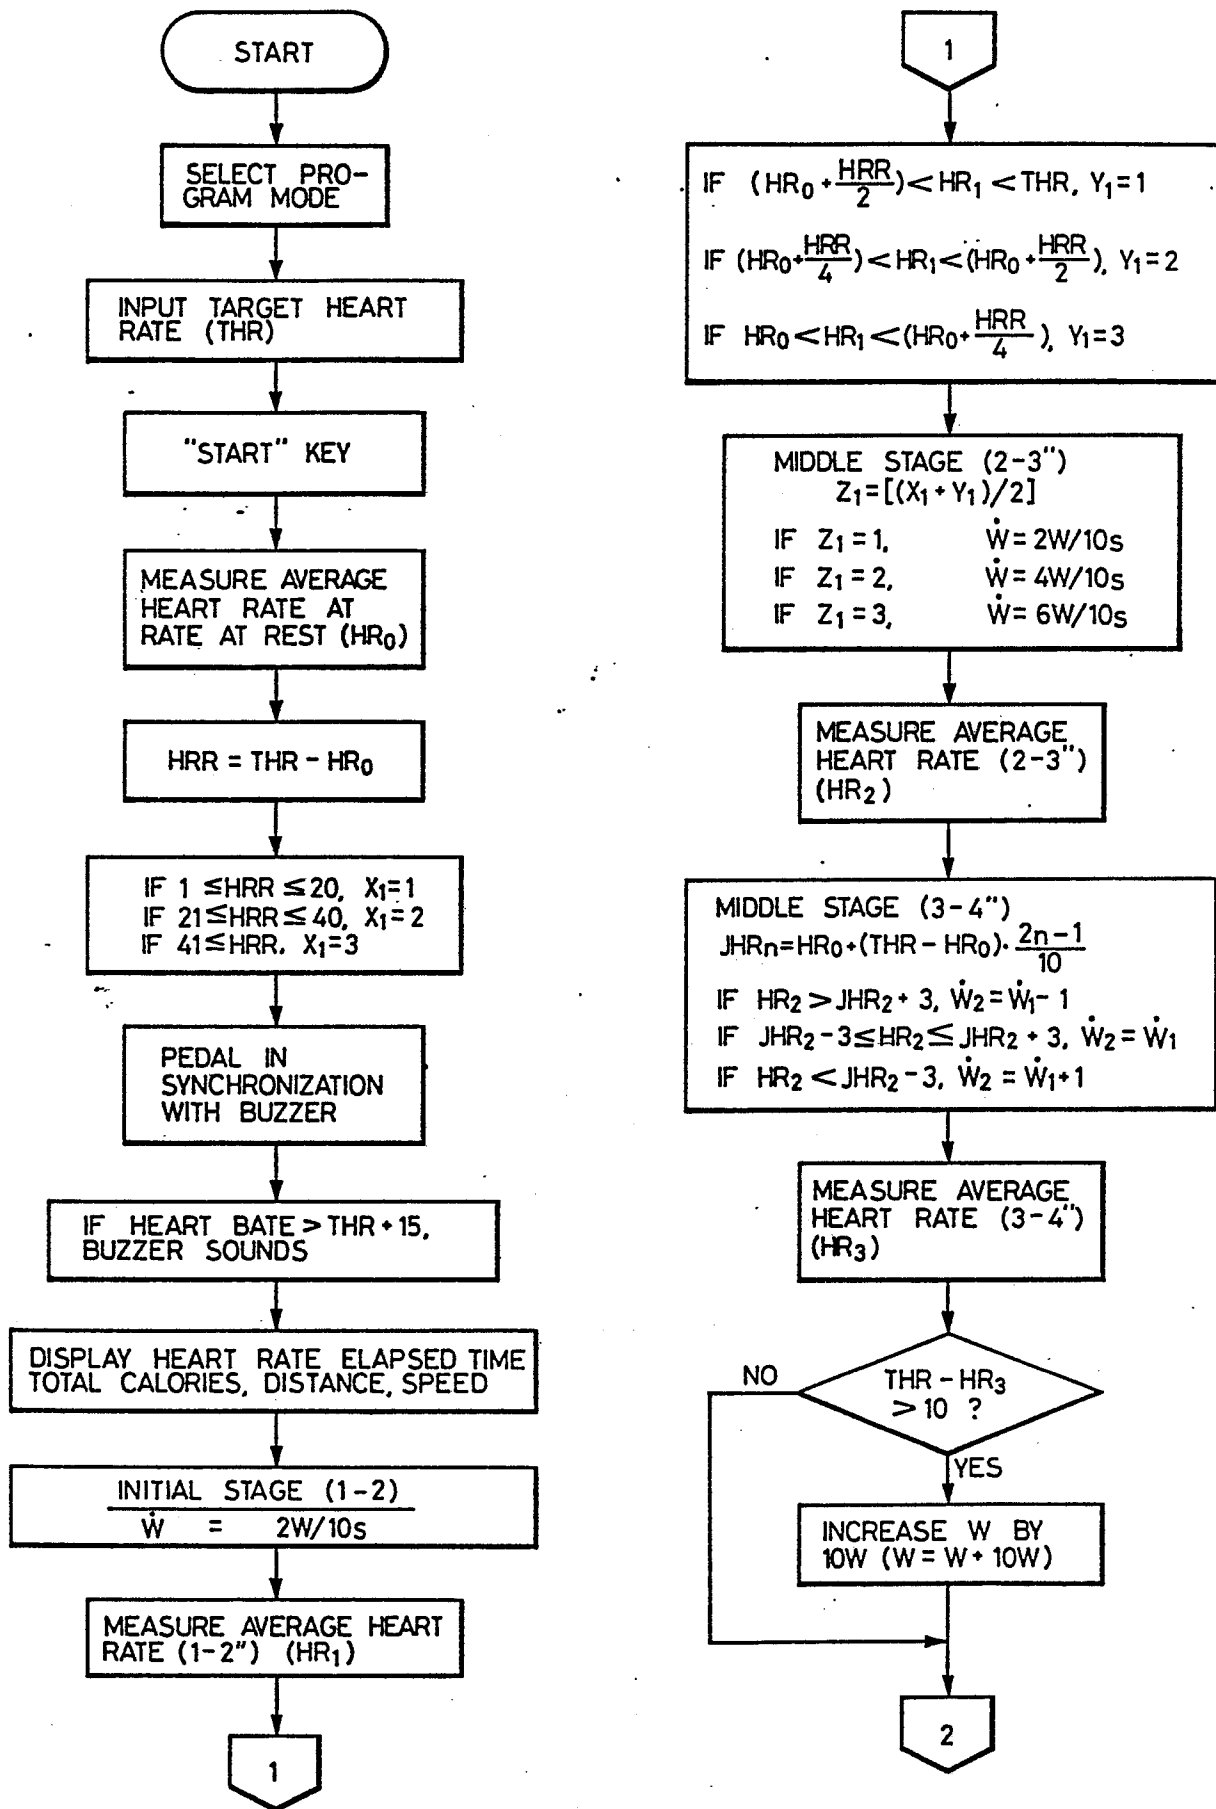 START
SELECT PRO-
GRAM MODE
INPUT TARGET HEART
RATE (THR)
"START" KEY
MEASURE AVERAGE
HEART RATE AT
RATE AT REST (HR₀)
HRR = THR - HR₀
IF 1 ≤HRR ≤20, X₁=1
IF 21≤HRR≤40, X₁=2
IF 41≤HRR. X₁=3
PEDAL IN
SYNCHRONIZATION
WITH BUZZER
IF HEART BATE > THR + 15,
BUZZER SOUNDS
DISPLAY HEART RATE ELAPSED TIME
TOTAL CALORIES, DISTANCE, SPEED
INITIAL STAGE (1-2)
Ẇ = 2W/10s
MEASURE AVERAGE HEART
RATE (1-2") (HR₁)
1
1
IF (HR₀ + HRR/2) < HR₁ < THR, Y₁=1
IF (HR₀+HRR/4) < HR₁ < (HR₀ + HRR/2), Y₁=2
IF HR₀ < HR₁ < (HR₀+HRR/4), Y₁=3
MIDDLE STAGE (2-3")
Z₁=[(X₁+Y₁)/2]
IF Z₁ = 1, Ẇ = 2W/10s
IF Z₁ = 2, Ẇ = 4W/10s
IF Z₁ = 3, Ẇ = 6W/10s
MEASURE AVERAGE
HEART RATE (2-3")
(HR₂)
MIDDLE STAGE (3-4")
JHRn=HR₀+(THR-HR₀)·2n-1/10
IF HR₂ > JHR₂ + 3, Ẇ₂=Ẇ₁-1
IF JHR₂-3≤HR₂≤ JHR₂ + 3, Ẇ₂ = Ẇ₁
IF HR₂ < JHR₂-3, Ẇ₂ = Ẇ₁+1
MEASURE AVERAGE
HEART RATE (3-4")
(HR₃)
THR - HR₃
> 10 ?
NO
YES
INCREASE W BY
10W (W = W + 10W)
2